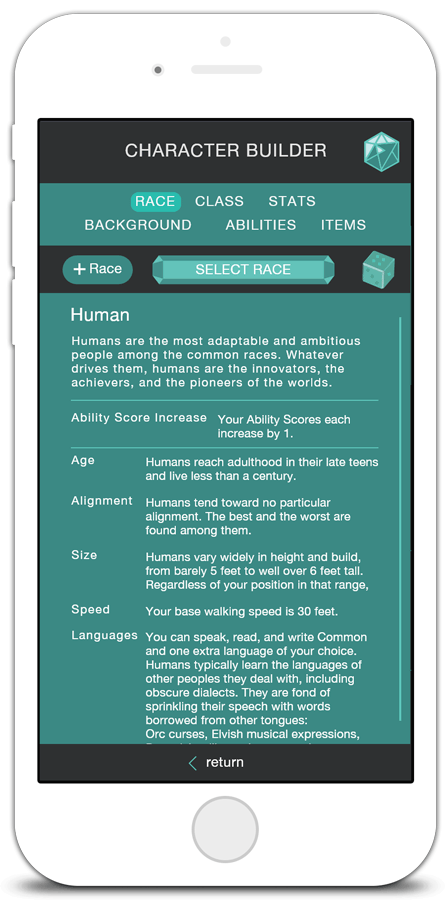 CHARACTER BUILDER
RACE CLASS STATS
BACKGROUND ABILITIES ITEMS
+ Race SELECT RACE
Human
Humans are the most adaptable and ambitious
people among the common races. Whatever
drives them, humans are the innovators, the
achievers, and the pioneers of the worlds.
Ability Score Increase Your Ability Scores each
increase by 1.
Age Humans reach adulthood in their late teens
and live less than a century.
Alignment Humans tend toward no particular
alignment. The best and the worst are
found among them.
Size Humans vary widely in height and build,
from barely 5 feet to well over 6 feet tall.
Regardless of your position in that range,
Speed Your base walking speed is 30 feet.
Languages You can speak, read, and write Common
and one extra language of your choice.
Humans typically learn the languages of
other peoples they deal with, including
obscure dialects. They are fond of
sprinkling their speech with words
borrowed from other tongues:
Orc curses, Elvish musical expressions,
return